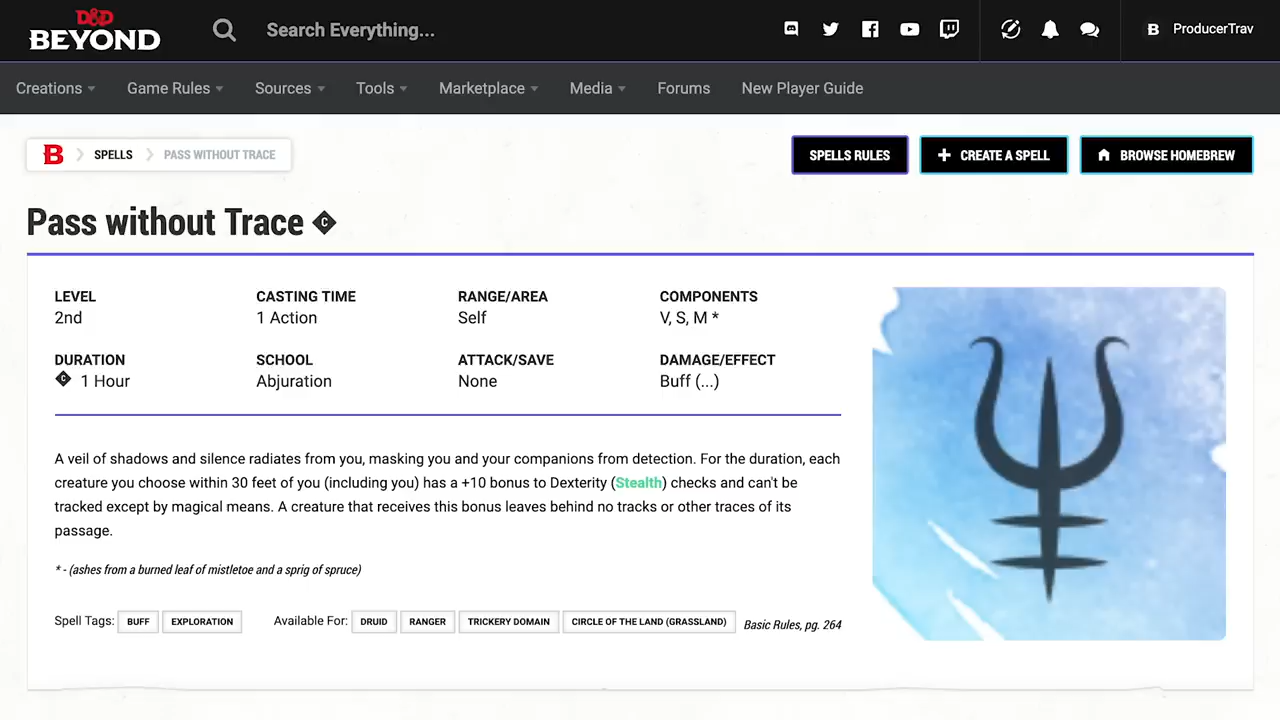 D&D
BEYOND
Search Everything...
B ProducerTrav
Creations Game Rules Sources Tools Marketplace Media Forums New Player Guide
B SPELLS PASS WITHOUT TRACE
SPELLS RULES
CREATE A SPELL
BROWSE HOMEBREW
Pass without Trace C
LEVEL CASTING TIME RANGE/AREA COMPONENTS
2nd 1 Action Self V, S, M *
DURATION SCHOOL ATTACK/SAVE DAMAGE/EFFECT
C 1 Hour Abjuration None Buff (...)
A veil of shadows and silence radiates from you, masking you and your companions from detection. For the duration, each
creature you choose within 30 feet of you (including you) has a +10 bonus to Dexterity (Stealth) checks and can't be
tracked except by magical means. A creature that receives this bonus leaves behind no tracks or other traces of its
passage.
* - (ashes from a burned leaf of mistletoe and a sprig of spruce)
Spell Tags: BUFF EXPLORATION Available For: DRUID RANGER TRICKERY DOMAIN CIRCLE OF THE LAND (GRASSLAND) Basic Rules, pg. 264